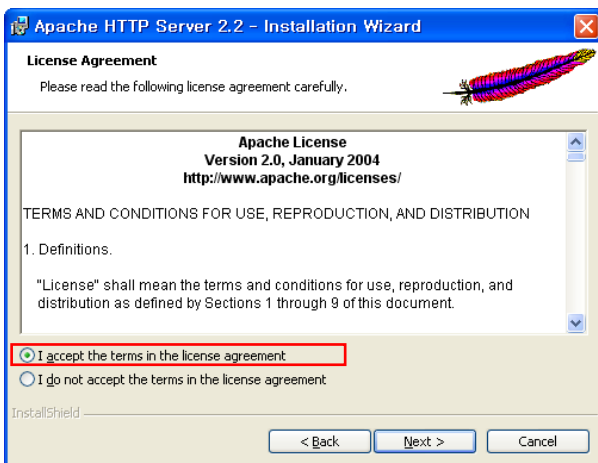 Apache HTTP Server 2.2 - Installation Wizard
License Agreement
Please read the following license agreement carefully.
Apache License
Version 2.0, January 2004
http://www.apache.org/licenses/
TERMS AND CONDITIONS FOR USE, REPRODUCTION, AND DISTRIBUTION
1. Definitions.
"License" shall mean the terms and conditions for use, reproduction, and
distribution as defined by Sections 1 through 9 of this document.
I accept the terms in the license agreement
I do not accept the terms in the license agreement
InstallShield
< Back
Next >
Cancel